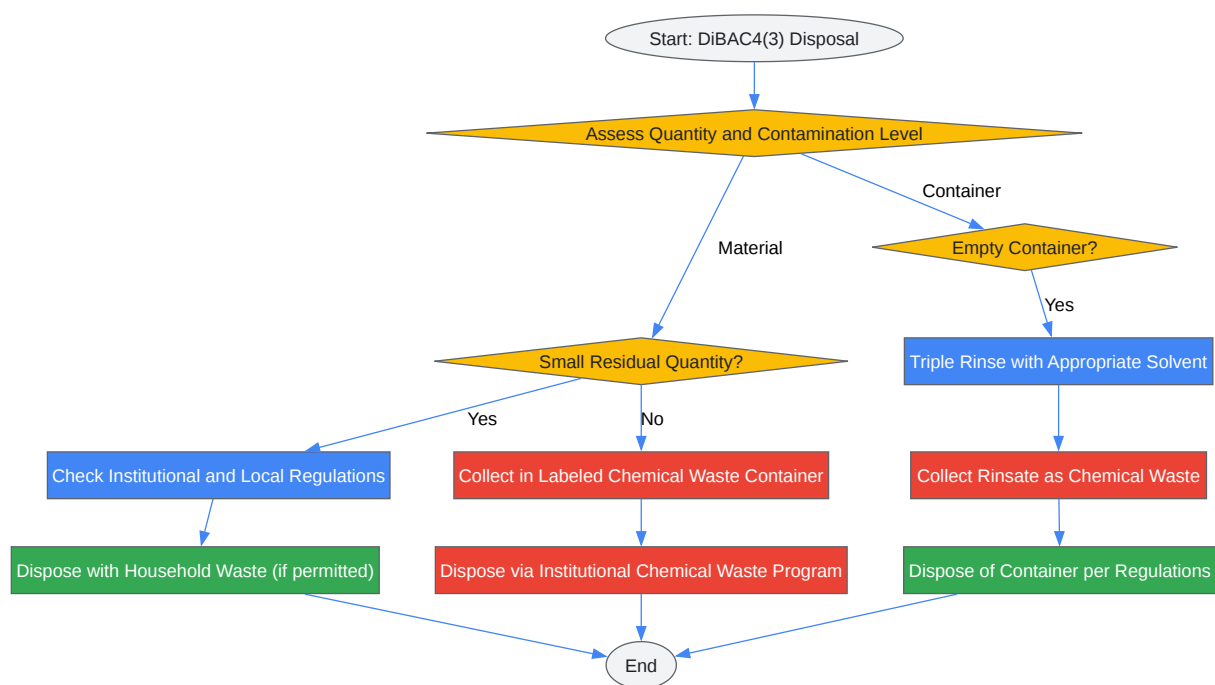 Start: DiBAC4(3) Disposal
Assess Quantity and Contamination Level
Container
Material
Empty Container?
Yes
Small Residual Quantity?
Triple Rinse with Appropriate Solvent
Yes
No
Check Institutional and Local Regulations
Collect in Labeled Chemical Waste Container
Collect Rinsate as Chemical Waste
Dispose with Household Waste (if permitted)
Dispose via Institutional Chemical Waste Program
Dispose of Container per Regulations
End